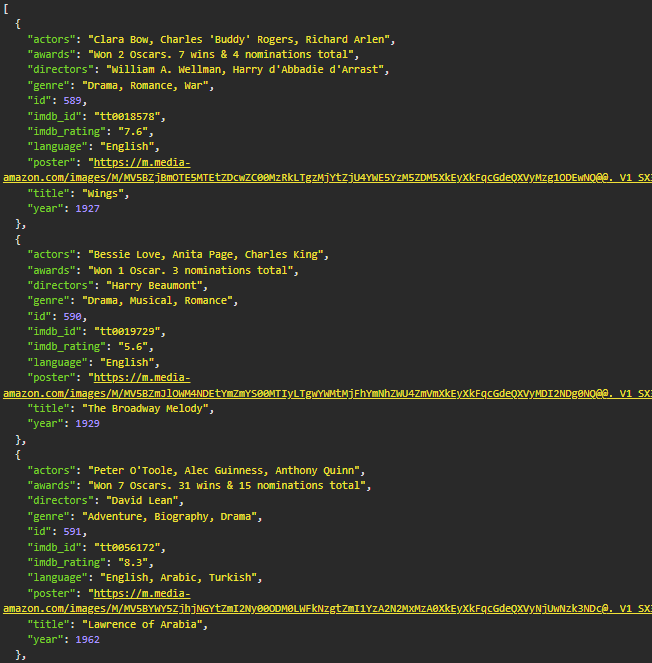 [
{
"actors": "Clara Bow, Charles 'Buddy' Rogers, Richard Arlen",
"awards": "Won 2 Oscars. 7 wins & 4 nominations total",
"directors": "William A. Wellman, Harry d'Abbadie d'Arrast",
"genre": "Drama, Romance, War",
"id": 589,
"imdb_id": "tt0018578",
"imdb_rating": "7.6",
"language": "English",
"poster": "https://m.media-
amazon.com/images/M/MV5BZjBmOTE5MTEtZDcwZC00MzRkLTgzMjYtZjU4YWE5YzM5ZDM5XkEyXkFqcGdeQXVyMzg1ODEwNQ@@._V1_SX3
"title": "Wings",
"year": 1927
},
{
"actors": "Bessie Love, Anita Page, Charles King",
"awards": "Won 1 Oscar. 3 nominations total",
"directors": "Harry Beaumont",
"genre": "Drama, Musical, Romance",
"id": 590,
"imdb_id": "tt0019729",
"imdb_rating": "5.6",
"language": "English",
"poster": "https://m.media-
amazon.com/images/M/MV5BZmJlOWM4NDEtYmZmYS00MTIyLTgwYWMtMjFhYmNhZWU4ZmVmXkEyXkFqcGdeQXVyMDI2NDg0NQ@@._V1_SX3
"title": "The Broadway Melody",
"year": 1929
},
{
"actors": "Peter O'Toole, Alec Guinness, Anthony Quinn",
"awards": "Won 7 Oscars. 31 wins & 15 nominations total",
"directors": "David Lean",
"genre": "Adventure, Biography, Drama",
"id": 591,
"imdb_id": "tt0056172",
"imdb_rating": "8.3",
"language": "English, Arabic, Turkish",
"poster": "https://m.media-
amazon.com/images/M/MV5BYWY5ZjhjNGYtZmI2Ny00ODM0LWFkNzgtZmI1YzA2N2MxMzA0XkEyXkFqcGdeQXVyNjUwNzk3NDc@._V1_SX3
"title": "Lawrence of Arabia",
"year": 1962
},